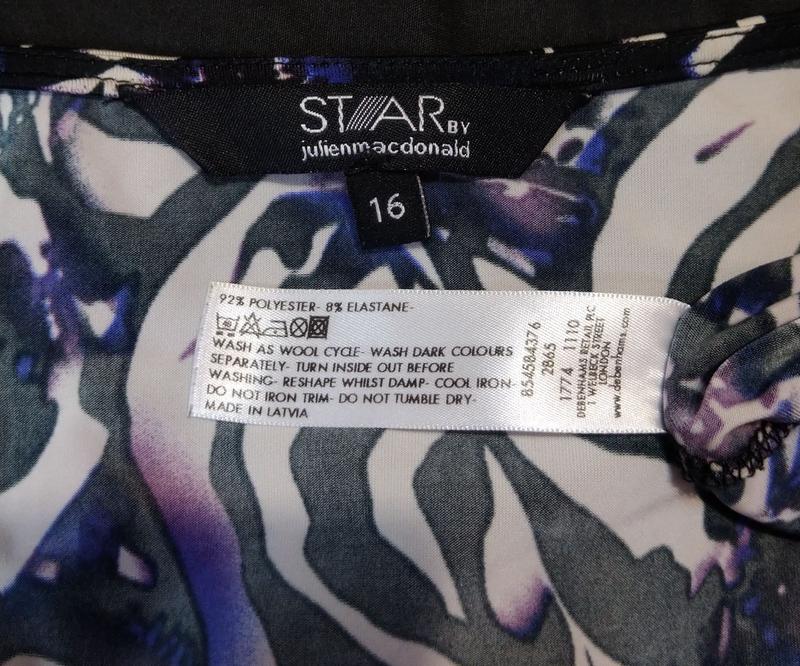 ST///AR BY
julienmacdonald
16
92% POLYESTER- 8% ELASTANE-
WASH AS WOOL CYCLE- WASH DARK COLOURS
SEPARATELY- TURN INSIDE OUT BEFORE
WASHING- RESHAPE WHILST DAMP- COOL IRON-
DO NOT IRON TRIM- DO NOT TUMBLE DRY-
MADE IN LATVIA
854584376
2865
1774 1110
DEBENHAMS RETAIL P.C
1 WELBECK STREET
LONDON
www.debenhams.com